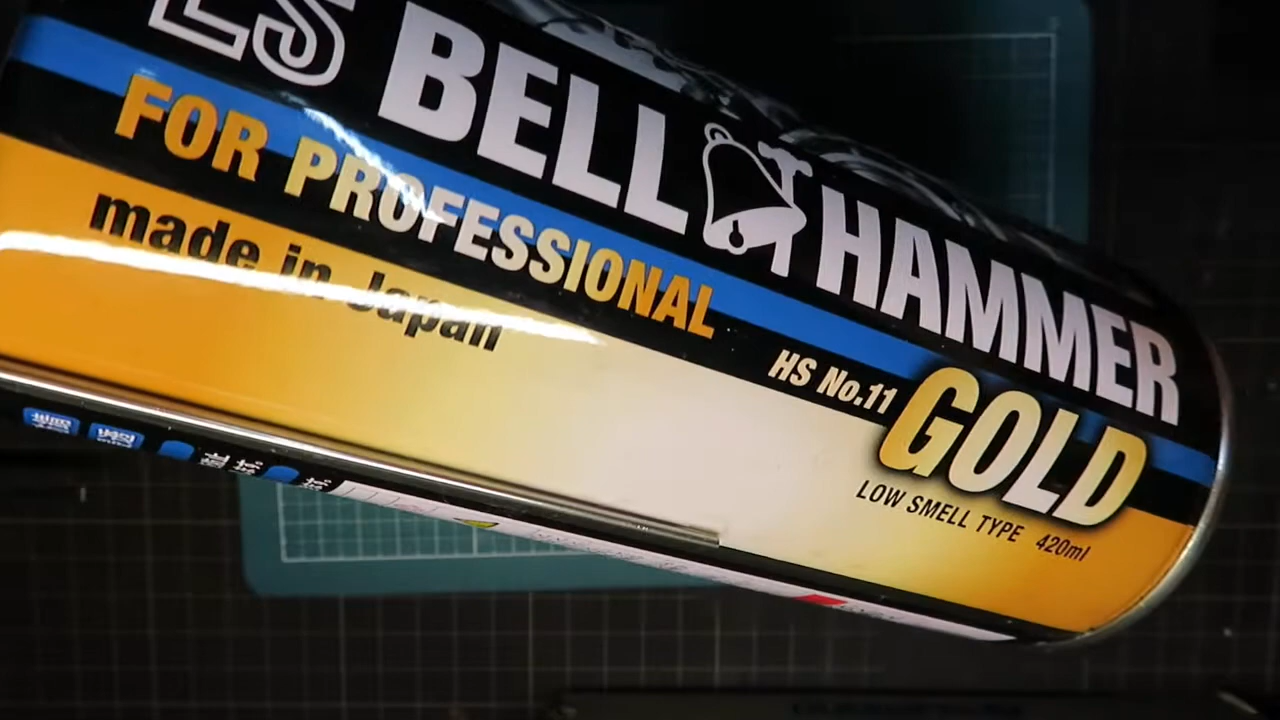 LS BELL HAMMER
FOR PROFESSIONAL
made in Japan
HS No.11
GOLD
LOW SMELL TYPE 420ml